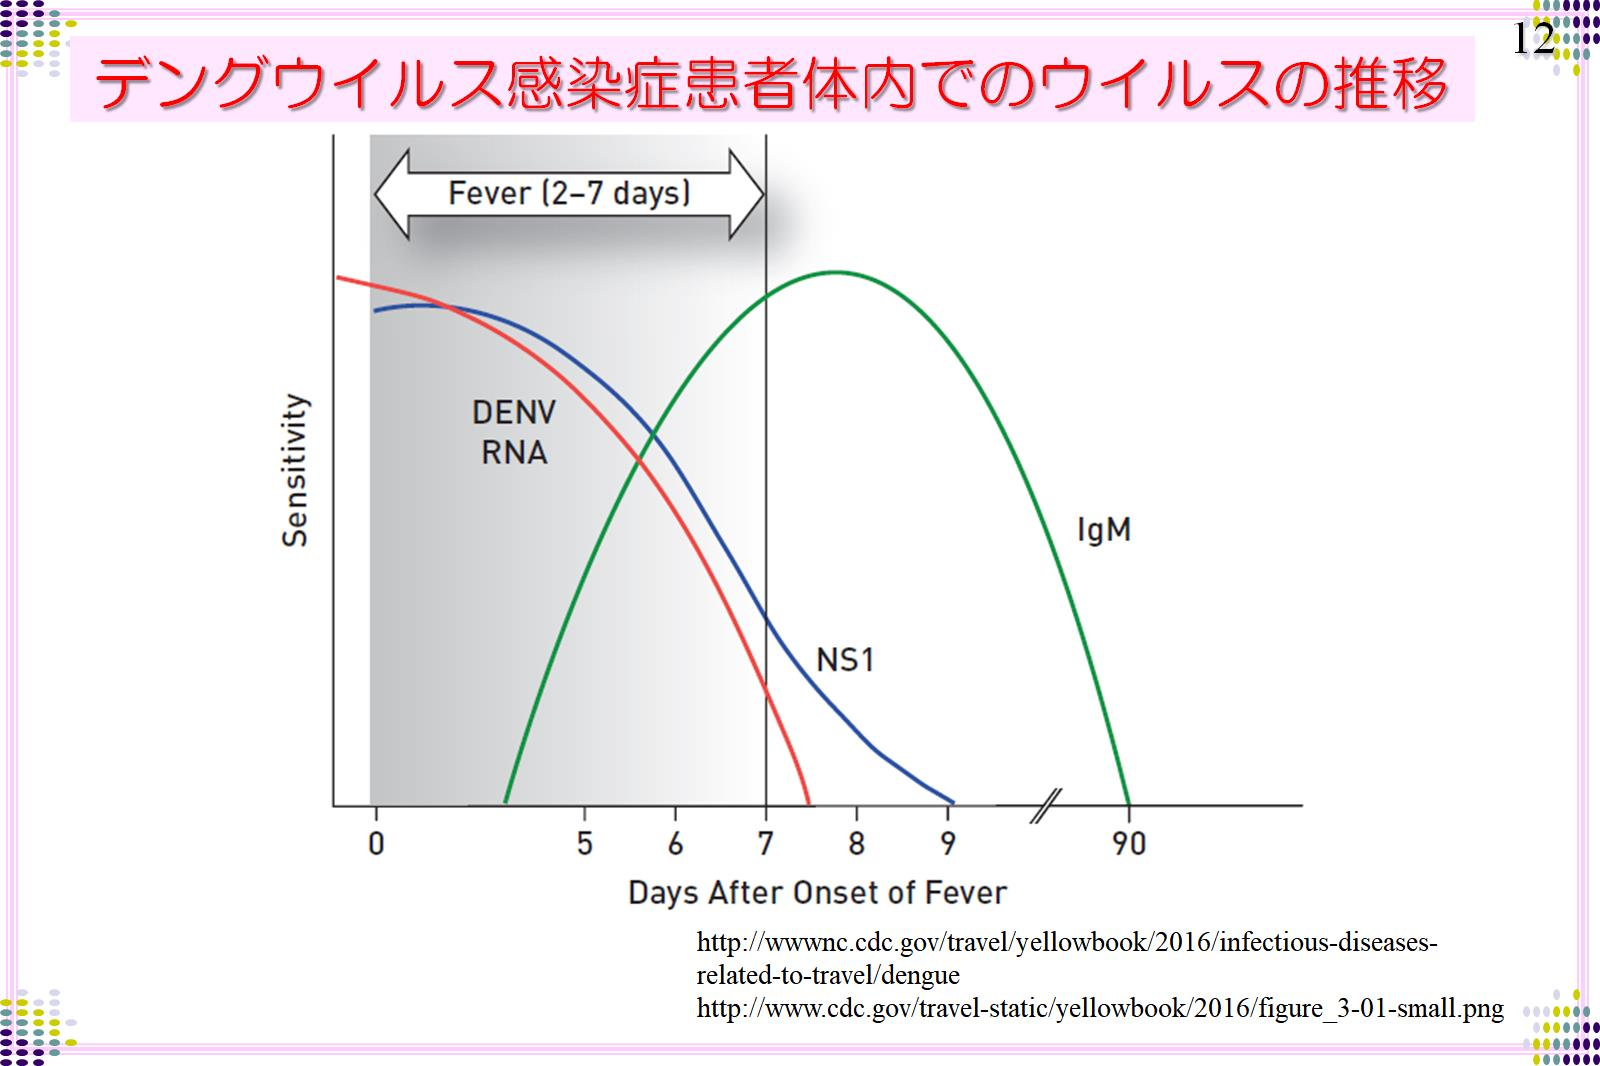 12
デングウイルス感染症患者体内でのウイルスの推移
Fever (2–7 days)
DENV
RNA
Sensitivity
IgM
NS1
0 5 6 7 8 9 90
Days After Onset of Fever
http://wwwnc.cdc.gov/travel/yellowbook/2016/infectious-diseases-
related-to-travel/dengue
http://www.cdc.gov/travel-static/yellowbook/2016/figure_3-01-small.png